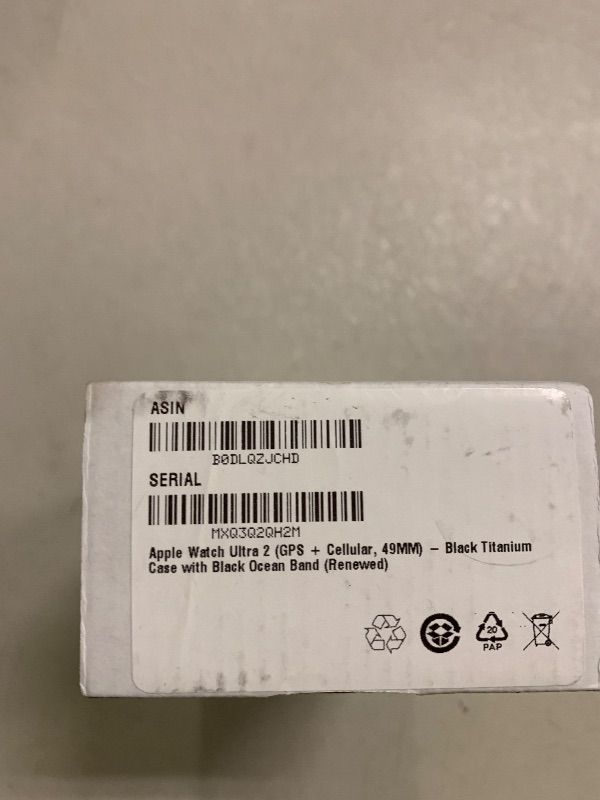 ASIN
B0DLQZJCHD
SERIAL
MXQ3Q2QH2M
Apple Watch Ultra 2 (GPS + Cellular, 49MM) – Black Titanium
Case with Black Ocean Band (Renewed)
20
PAP